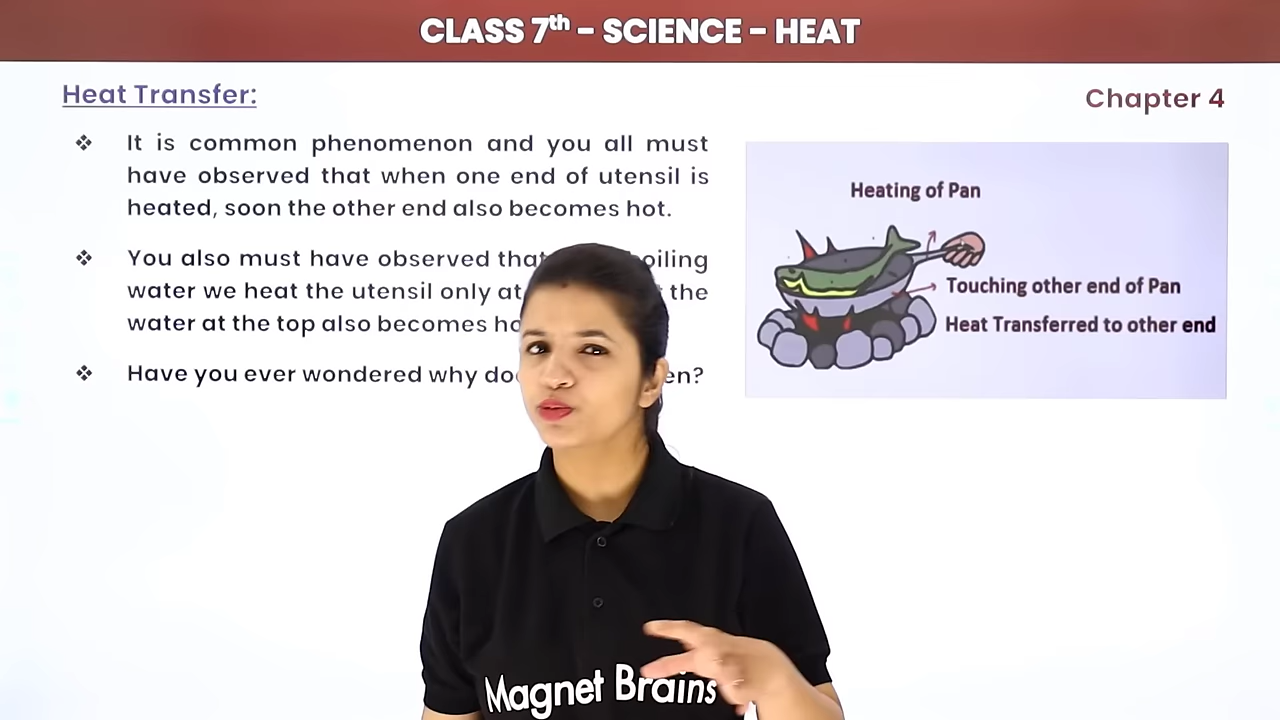 CLASS 7th - SCIENCE - HEAT
Heat Transfer:
Chapter 4
❖ It is common phenomenon and you all must
have observed that when one end of utensil is
heated, soon the other end also becomes hot.
❖ You also must have observed that oiling
water we heat the utensil only at the
water at the top also becomes
❖ Have you ever wondered why
Heating of Pan
Touching other end of Pan
Heat Transferred to other end
Magnet Brains